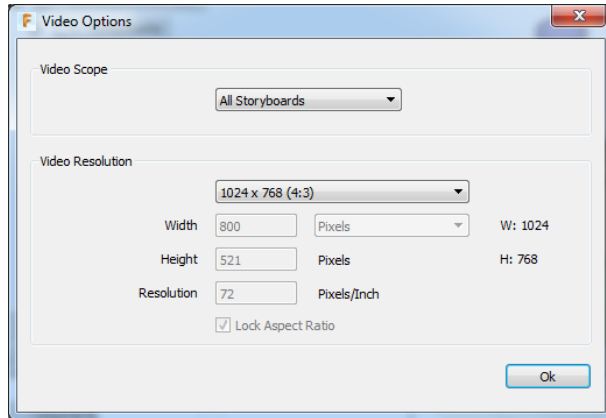 F Video Options
Video Scope
All Storyboards
Video Resolution
1024 x 768 (4:3)
Width 800 Pixels W: 1024
Height 521 Pixels H: 768
Resolution 72 Pixels/Inch
Lock Aspect Ratio
Ok